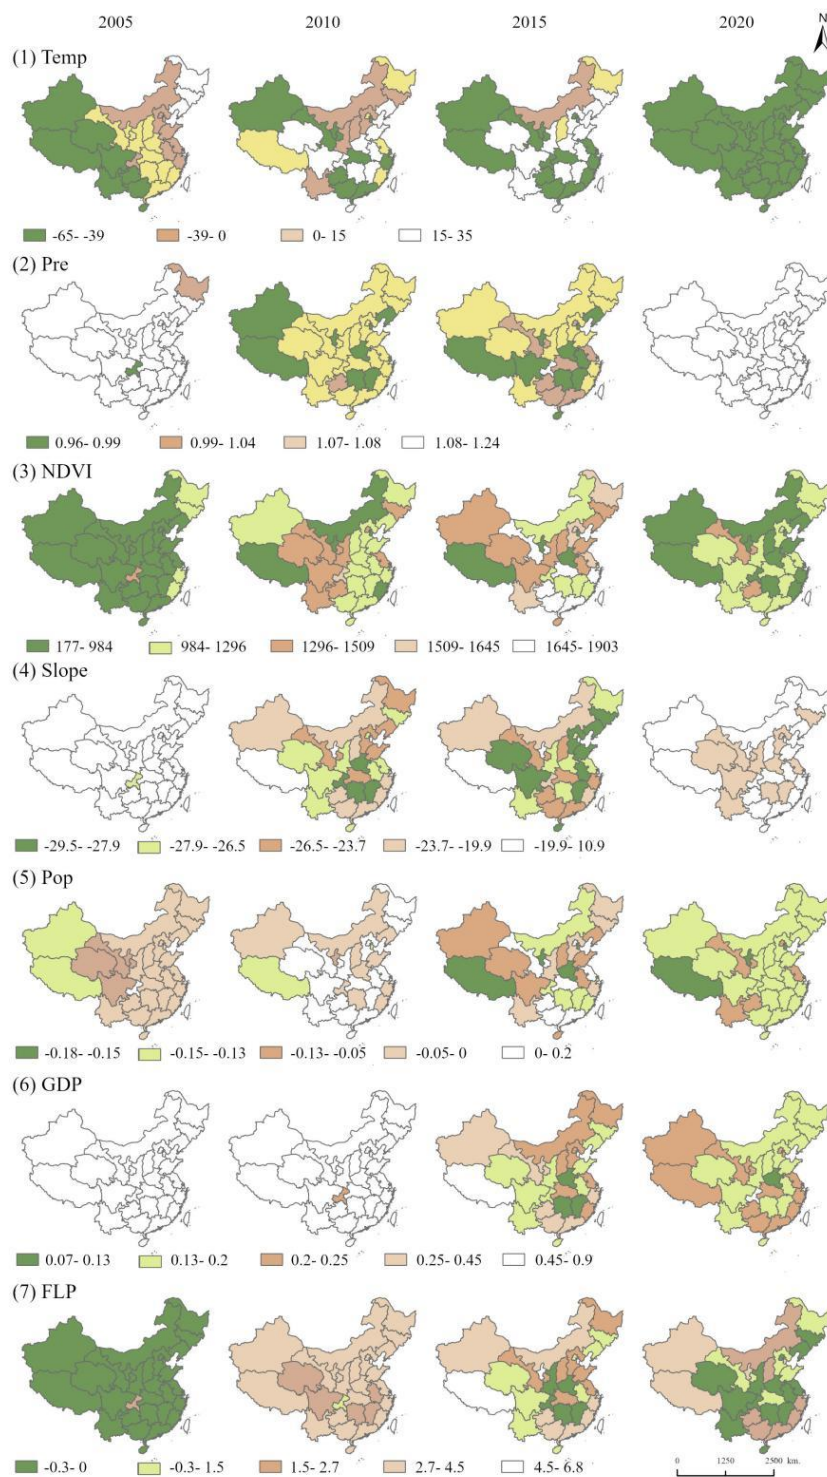 2005 2010 2015 2020
N
(1) Temp
-65- -39 -39- 0 0- 15 15- 35
(2) Pre
0.96- 0.99 0.99- 1.04 1.07- 1.08 1.08- 1.24
(3) NDVI
177- 984 984- 1296 1296- 1509 1509- 1645 1645- 1903
(4) Slope
-29.5- -27.9 -27.9- -26.5 -26.5- -23.7 -23.7- -19.9 -19.9- 10.9
(5) Pop
-0.18- -0.15 -0.15- -0.13 -0.13- -0.05 -0.05- 0 0- 0.2
(6) GDP
0.07- 0.13 0.13- 0.2 0.2- 0.25 0.25- 0.45 0.45- 0.9
(7) FLP
-0.3- 0 -0.3- 1.5 1.5- 2.7 2.7- 4.5 4.5- 6.8
0 1250 2500 km.